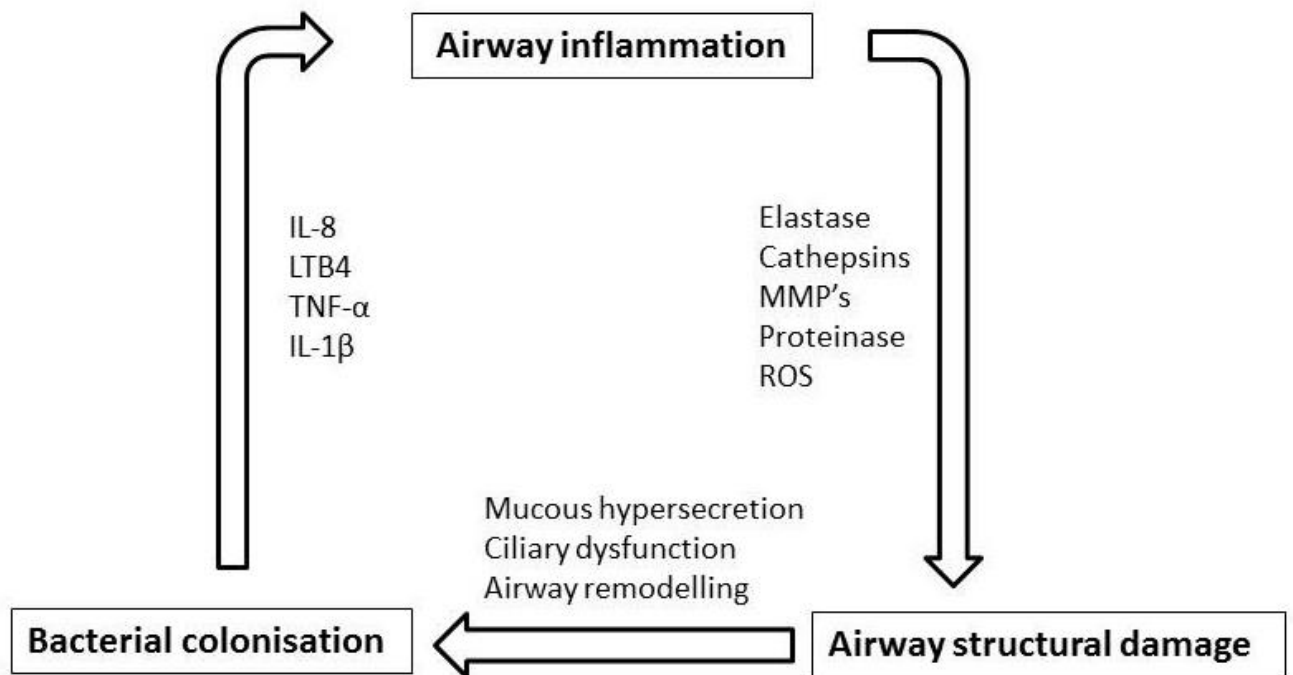 Airway inflammation
IL-8
LTB4
TNF-α
IL-1β
Elastase
Cathepsins
MMP's
Proteinase
ROS
Mucous hypersecretion
Ciliary dysfunction
Airway remodelling
Bacterial colonisation
Airway structural damage